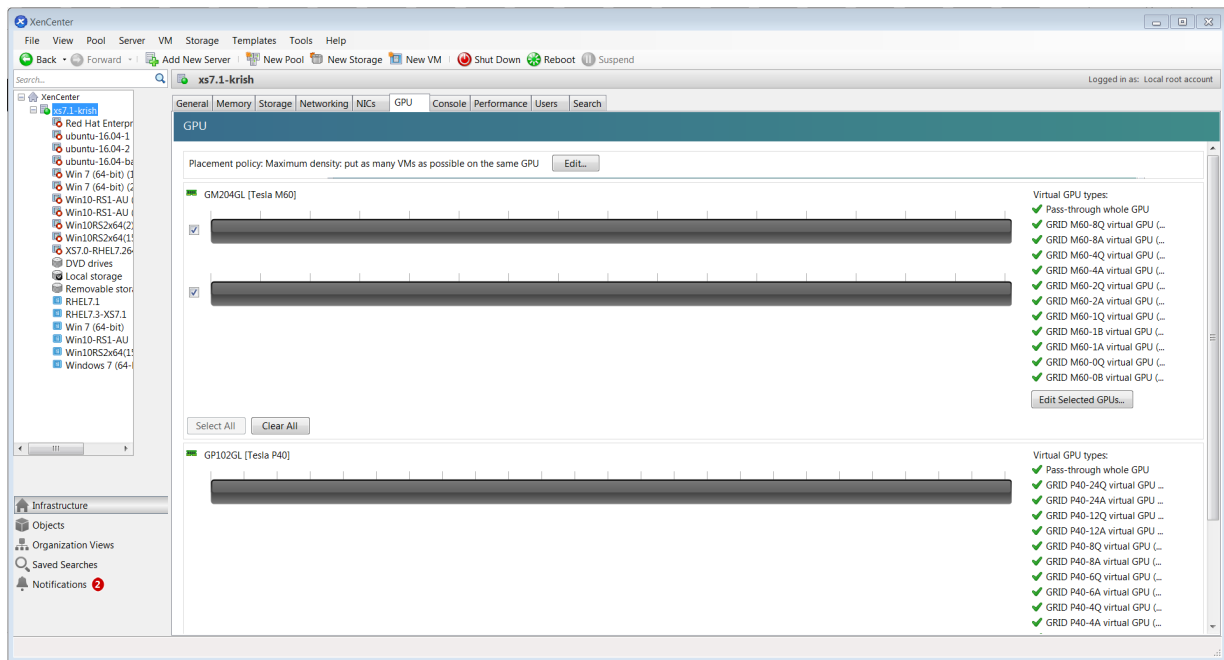 XenCenter
File View Pool Server VM Storage Templates Tools Help
Back Forward Add New Server New Pool New Storage New VM Shut Down Reboot Suspend
Search...
xs7.1-krish
Logged in as: Local root account
XenCenter
xs7.1-krish
Red Hat Enterpr
ubuntu-16.04-1
ubuntu-16.04-2
ubuntu-16.04-ba
Win 7 (64-bit) (1
Win 7 (64-bit) (2
Win10-RS1-AU (
Win10-RS1-AU (
Win10RS2x64(2)
Win10RS2x64(1!
XS7.0-RHEL7.264
DVD drives
Local storage
Removable stora
RHEL7.1
RHEL7.3-XS7.1
Win 7 (64-bit)
Win10-RS1-AU
Win10RS2x64(1!
Windows 7 (64-l
Infrastructure
Objects
Organization Views
Saved Searches
Notifications 2
General Memory Storage Networking NICs GPU Console Performance Users Search
GPU
Placement policy: Maximum density: put as many VMs as possible on the same GPU Edit...
GM204GL [Tesla M60]
Virtual GPU types:
Pass-through whole GPU
GRID M60-8Q virtual GPU (...
GRID M60-8A virtual GPU (...
GRID M60-4Q virtual GPU (...
GRID M60-4A virtual GPU (...
GRID M60-2Q virtual GPU (...
GRID M60-2A virtual GPU (...
GRID M60-1Q virtual GPU (...
GRID M60-1B virtual GPU (...
GRID M60-1A virtual GPU (...
GRID M60-0Q virtual GPU (...
GRID M60-0B virtual GPU (...
Edit Selected GPUs...
Select All Clear All
GP102GL [Tesla P40]
Virtual GPU types:
Pass-through whole GPU
GRID P40-24Q virtual GPU ...
GRID P40-24A virtual GPU ...
GRID P40-12Q virtual GPU ...
GRID P40-12A virtual GPU ...
GRID P40-8Q virtual GPU (...
GRID P40-8A virtual GPU (...
GRID P40-6Q virtual GPU (...
GRID P40-6A virtual GPU (...
GRID P40-4Q virtual GPU (...
GRID P40-4A virtual GPU (...